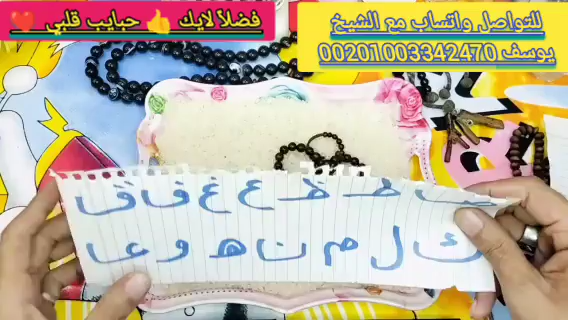 فضلاً لايك 👍 حبايب قلبي ❤️
للتواصل واتساب مع الشيخ
يوسف 00201003342470
ط ظ ع غ ف ق
ك ل م ن ه و